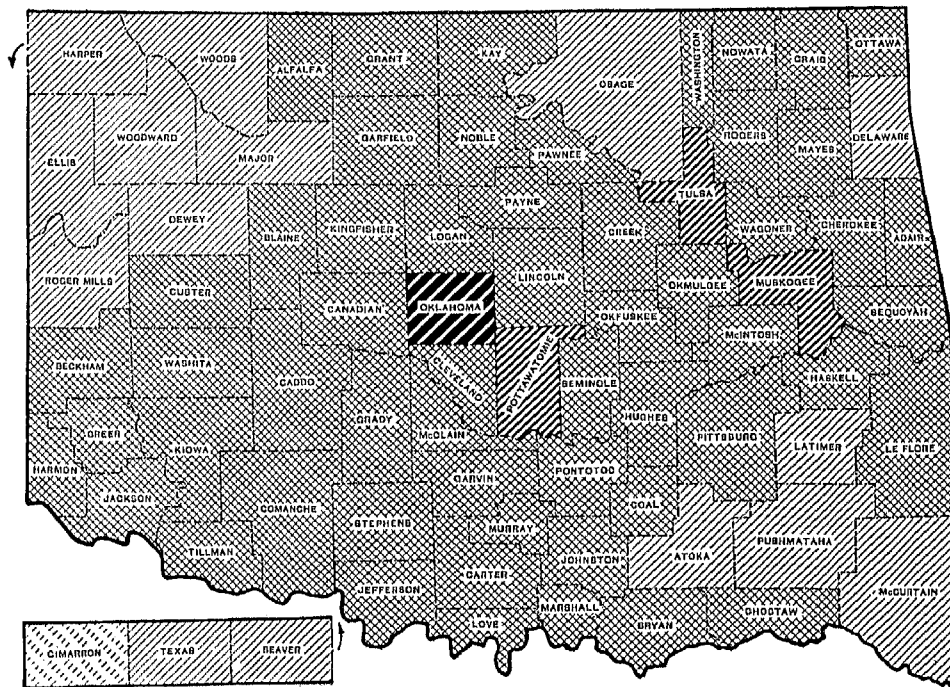 HARPER
WOODS
ALFALFA
GRANT
KAY
OSAGE
WASHINGTON
NOWATA
CRAIG
OTTAWA
WOODWARD
MAJOR
GARFIELD
NOBLE
PAWNEE
ROGERS
MAYES
DELAWARE
ELLIS
DEWEY
BLAINE
KINGFISHER
LOGAN
PAYNE
CREEK
TULSA
WAGONER
CHEROKEE
ADAIR
ROGER MILLS
CUSTER
CANADIAN
OKLAHOMA
LINCOLN
OKFUSKEE
OKMULGEE
MUSKOGEE
McINTOSH
SEQUOYAH
BECKHAM
WASHITA
CADDO
GRADY
CLEVELAND
McCLAIN
POTTAWATOMIE
SEMINOLE
HUGHES
PITTSBURG
HASKELL
LATIMER
LE FLORE
GREER
HARMON
JACKSON
KIOWA
COMANCHE
STEPHENS
GARVIN
MURRAY
PONTOTOC
COAL
ATOKA
PUSHMATAHA
McCURTAIN
TILLMAN
JEFFERSON
CARTER
LOVE
JOHNSTON
MARSHALL
BRYAN
CHOCTAW
CIMARRON
TEXAS
BEAVER